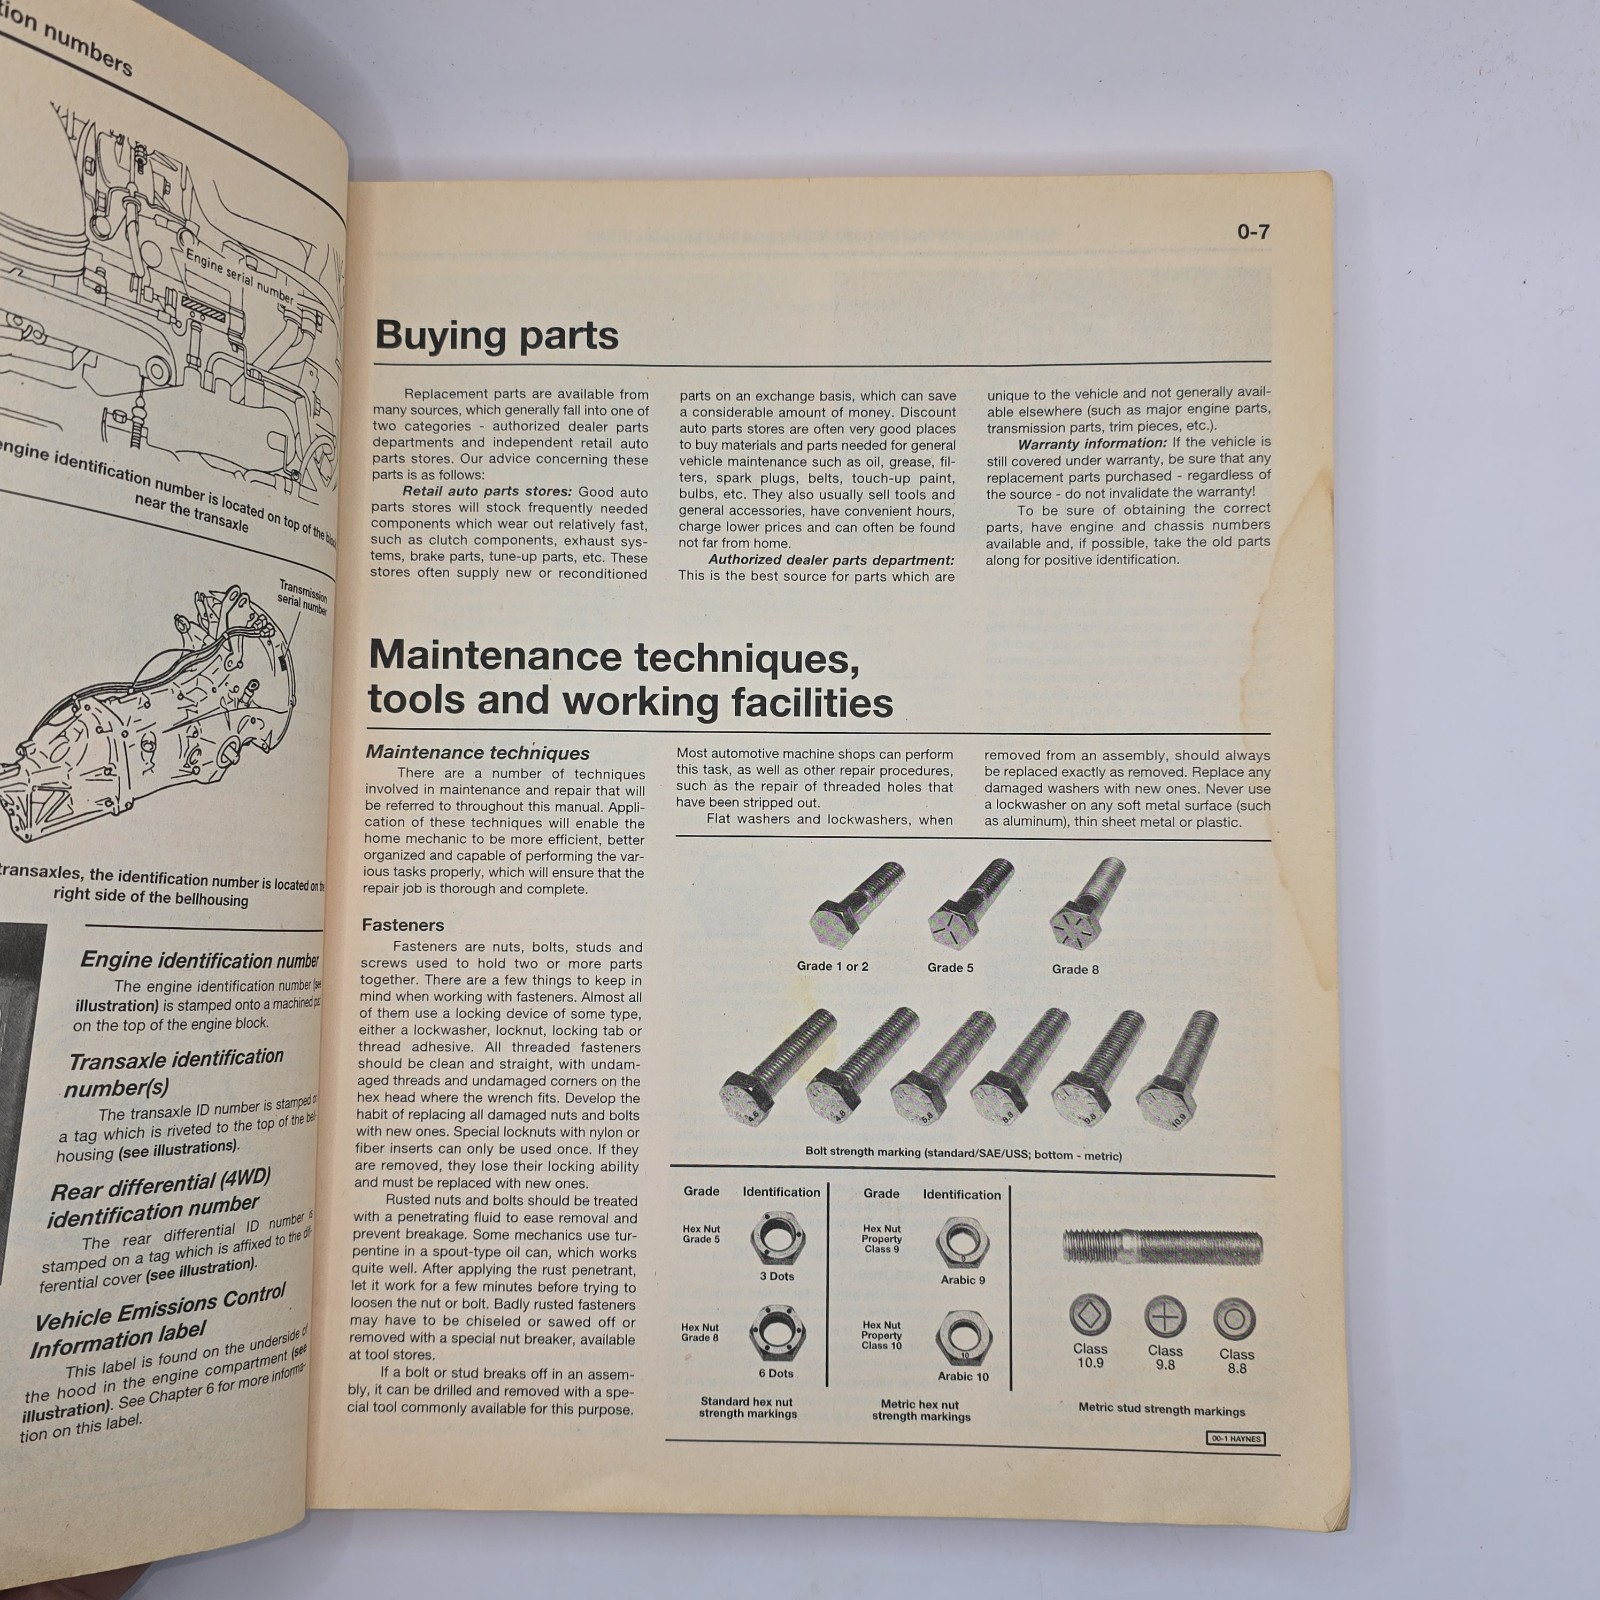 tion numbers
Engine serial number
engine identification number is located on top of the block
near the transaxle
Transmission
serial number
transaxles, the identification number is located on the
right side of the bellhousing
Engine identification number
The engine identification number (see
illustration) is stamped onto a machined pad
on the top of the engine block.
Transaxle identification
number(s)
The transaxle ID number is stamped on
a tag which is riveted to the top of the bell-
housing (see illustrations).
Rear differential (4WD)
identification number
The rear differential ID number is
stamped on a tag which is affixed to the dif-
ferential cover (see illustration).
Vehicle Emissions Control
Information label
This label is found on the underside of
the hood in the engine compartment (see
illustration). See Chapter 6 for more informa-
tion on this label.
0-7
Buying parts
Replacement parts are available from
many sources, which generally fall into one of
two categories - authorized dealer parts
departments and independent retail auto
parts stores. Our advice concerning these
parts is as follows:
Retail auto parts stores: Good auto
parts stores will stock frequently needed
components which wear out relatively fast,
such as clutch components, exhaust sys-
tems, brake parts, tune-up parts, etc. These
stores often supply new or reconditioned
parts on an exchange basis, which can save
a considerable amount of money. Discount
auto parts stores are often very good places
to buy materials and parts needed for general
vehicle maintenance such as oil, grease, fil-
ters, spark plugs, belts, touch-up paint,
bulbs, etc. They also usually sell tools and
general accessories, have convenient hours,
charge lower prices and can often be found
not far from home.
Authorized dealer parts department:
This is the best source for parts which are
unique to the vehicle and not generally avail-
able elsewhere (such as major engine parts,
transmission parts, trim pieces, etc.).
Warranty information: If the vehicle is
still covered under warranty, be sure that any
replacement parts purchased - regardless of
the source - do not invalidate the warranty!
To be sure of obtaining the correct
parts, have engine and chassis numbers
available and, if possible, take the old parts
along for positive identification.
Maintenance techniques,
tools and working facilities
Maintenance techniques
There are a number of techniques
involved in maintenance and repair that will
be referred to throughout this manual. Appli-
cation of these techniques will enable the
home mechanic to be more efficient, better
organized and capable of performing the var-
ious tasks properly, which will ensure that the
repair job is thorough and complete.
Fasteners
Fasteners are nuts, bolts, studs and
screws used to hold two or more parts
together. There are a few things to keep in
mind when working with fasteners. Almost all
of them use a locking device of some type,
either a lockwasher, locknut, locking tab or
thread adhesive. All threaded fasteners
should be clean and straight, with undam-
aged threads and undamaged corners on the
hex head where the wrench fits. Develop the
habit of replacing all damaged nuts and bolts
with new ones. Special locknuts with nylon or
fiber inserts can only be used once. If they
are removed, they lose their locking ability
and must be replaced with new ones.
Rusted nuts and bolts should be treated
with a penetrating fluid to ease removal and
prevent breakage. Some mechanics use tur-
pentine in a spout-type oil can, which works
quite well. After applying the rust penetrant,
let it work for a few minutes before trying to
loosen the nut or bolt. Badly rusted fasteners
may have to be chiseled or sawed off or
removed with a special nut breaker, available
at tool stores.
If a bolt or stud breaks off in an assem-
bly, it can be drilled and removed with a spe-
cial tool commonly available for this purpose.
Most automotive machine shops can perform
this task, as well as other repair procedures,
such as the repair of threaded holes that
have been stripped out.
Flat washers and lockwashers, when
removed from an assembly, should always
be replaced exactly as removed. Replace any
damaged washers with new ones. Never use
a lockwasher on any soft metal surface (such
as aluminum), thin sheet metal or plastic.
Grade 1 or 2
Grade 5
Grade 8
4.6
4.8
5.8
8.8
9.8
10.9
Bolt strength marking (standard/SAE/USS; bottom - metric)
Grade
Identification
Hex Nut
Grade 5
3 Dots
Hex Nut
Grade 8
6 Dots
Standard hex nut
strength markings
Grade
Identification
Hex Nut
Property
Class 9
9
Arabic 9
Hex Nut
Property
Class 10
10
Arabic 10
Metric hex nut
strength markings
Class
10.9
Class
9.8
Class
8.8
Metric stud strength markings
00-1 HAYNES